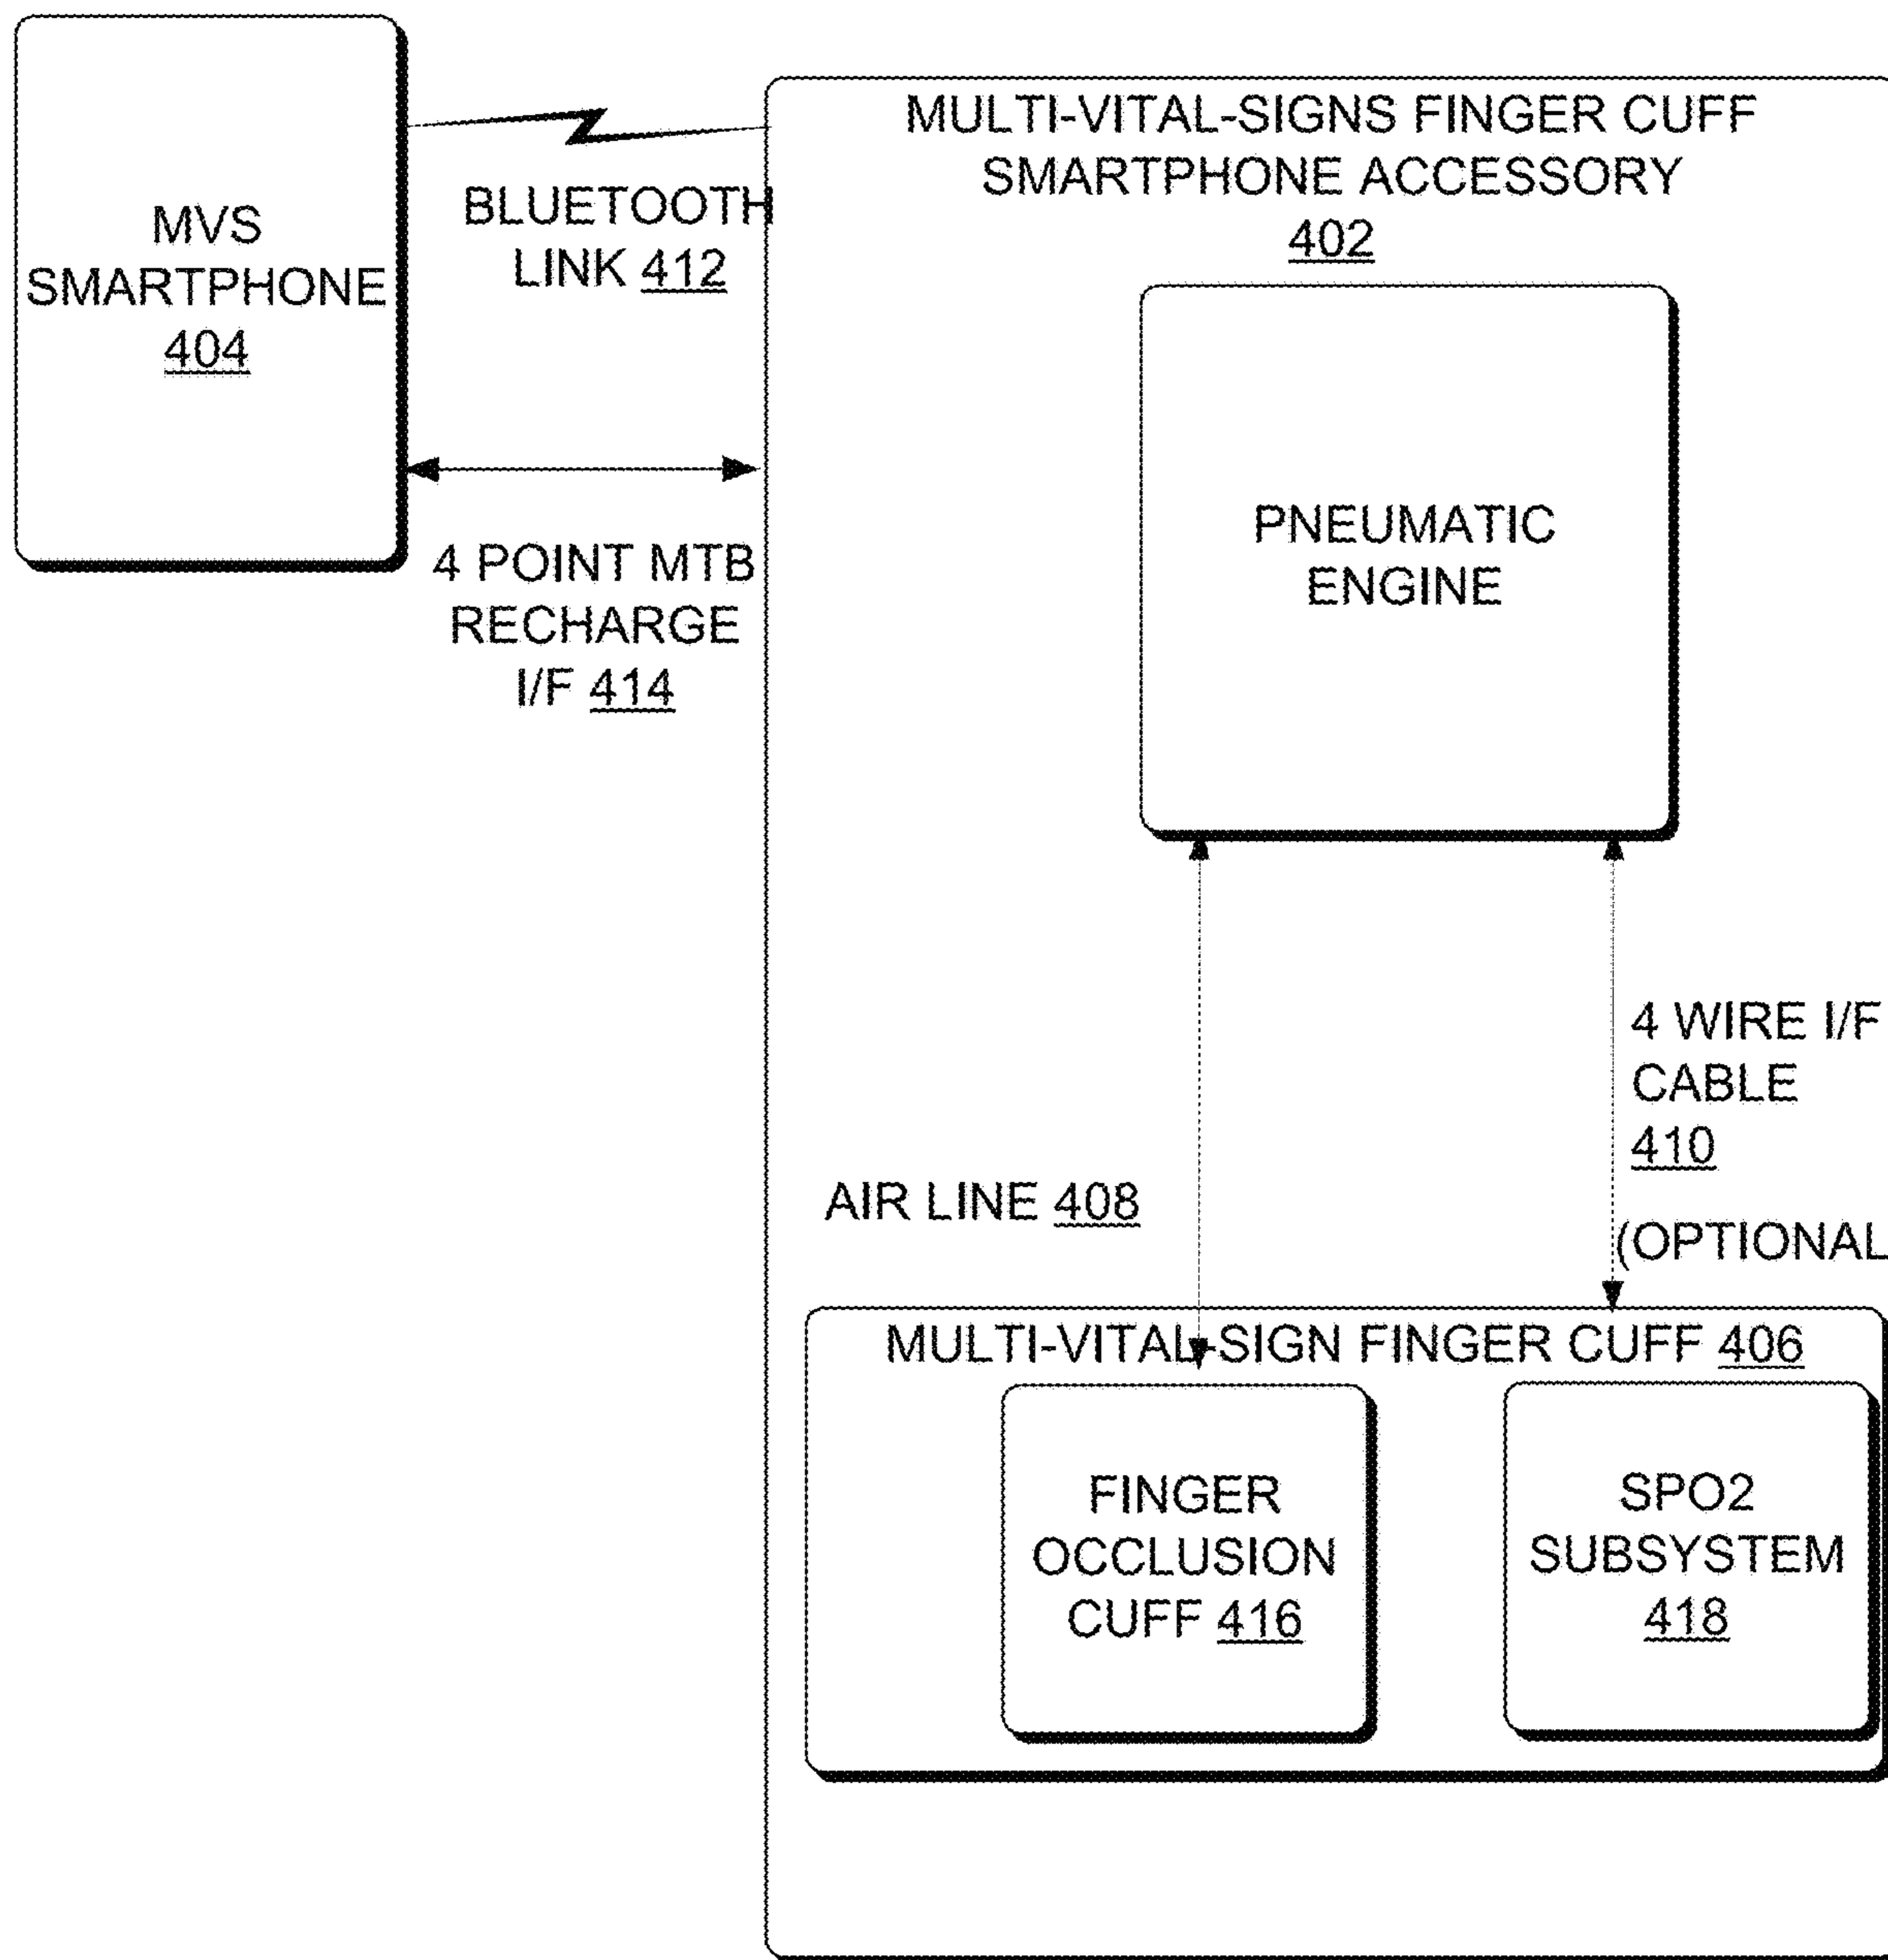 MVS
SMARTPHONE
404
BLUETOOTH
LINK 412
4 POINT MTB
RECHARGE
I/F 414
MULTI-VITAL-SIGNS FINGER CUFF
SMARTPHONE ACCESSORY
402
PNEUMATIC
ENGINE
4 WIRE I/F
CABLE
410
AIR LINE 408
(OPTIONAL
MULTI-VITAL-SIGN FINGER CUFF 406
FINGER
OCCLUSION
CUFF 416
SPO2
SUBSYSTEM
418